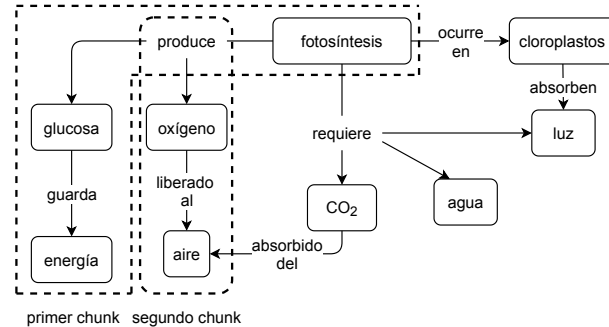 produce
fotosíntesis
ocurre
en
cloroplastos
absorben
glucosa
oxígeno
requiere
luz
guarda
liberado
al
CO₂
agua
energía
aire
absorbido
del
primer chunk
segundo chunk